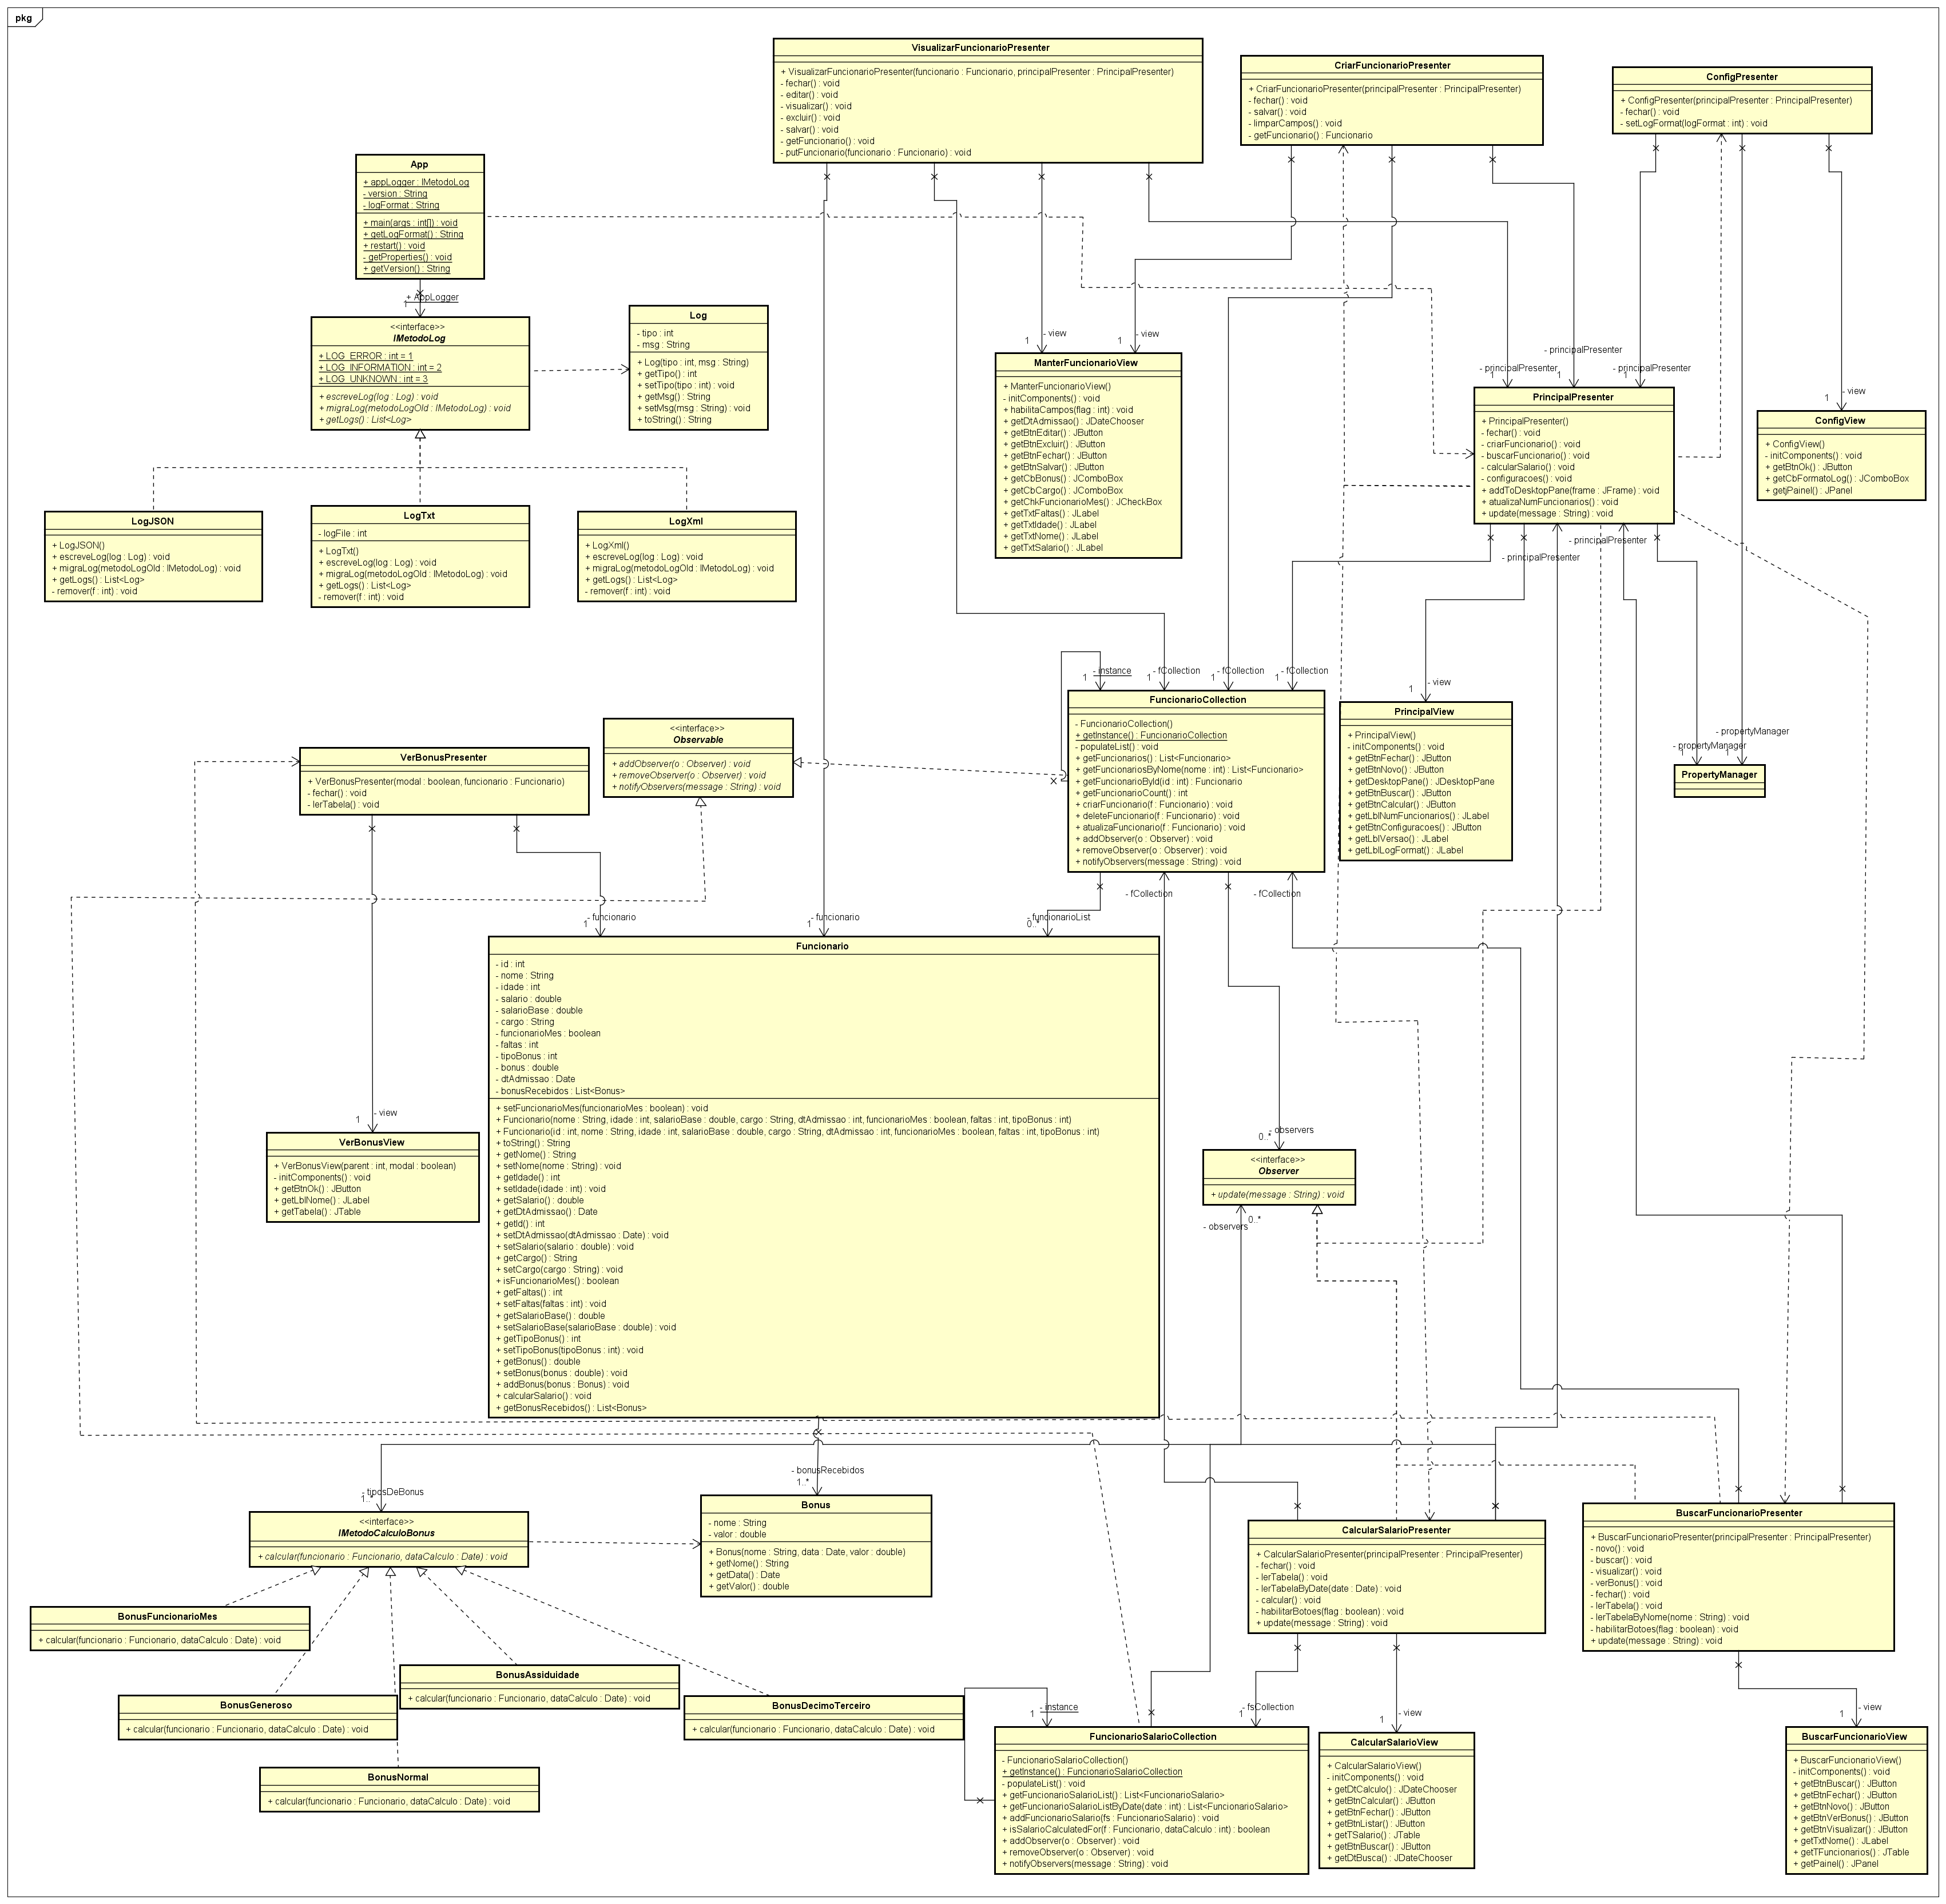 pkg
VisualizarFuncionarioPresenter
+ VisualizarFuncionarioPresenter(funcionario : Funcionario, principalPresenter : PrincipalPresenter)
- fechar() : void
- editar() : void
- visualizar() : void
- excluir() : void
- salvar() : void
- getFuncionario() : void
- putFuncionario(funcionario : Funcionario) : void
CriarFuncionarioPresenter
+ CriarFuncionarioPresenter(principalPresenter : PrincipalPresenter)
- fechar() : void
- salvar() : void
- limparCampos() : void
- getFuncionario() : Funcionario
ConfigPresenter
+ ConfigPresenter(principalPresenter : PrincipalPresenter)
- fechar() : void
- setLogFormat(logFormat : int) : void
App
+ appLogger : IMetodoLog
- version : String
- logFormat : String
+ main(args : int[]) : void
+ getLogFormat() : String
+ restart() : void
- getProperties() : void
+ getVersion() : String
+ AppLogger
1
<<interface>>
IMetodoLog
+ LOG_ERROR : int = 1
+ LOG_INFORMATION : int = 2
+ LOG_UNKNOWN : int = 3
+ escreveLog(log : Log) : void
+ migraLog(metodoLogOld : IMetodoLog) : void
+ getLogs() : List<Log>
Log
- tipo : int
- msg : String
+ Log(tipo : int, msg : String)
+ getTipo() : int
+ setTipo(tipo : int) : void
+ getMsg() : String
+ setMsg(msg : String) : void
+ toString() : String
LogJSON
+ LogJSON()
+ escreveLog(log : Log) : void
+ migraLog(metodoLogOld : IMetodoLog) : void
+ getLogs() : List<Log>
- remover(f : int) : void
LogTxt
- logFile : int
+ LogTxt()
+ escreveLog(log : Log) : void
+ migraLog(metodoLogOld : IMetodoLog) : void
+ getLogs() : List<Log>
- remover(f : int) : void
LogXml
+ LogXml()
+ escreveLog(log : Log) : void
+ migraLog(metodoLogOld : IMetodoLog) : void
+ getLogs() : List<Log>
- remover(f : int) : void
- view
1
- view
1
ManterFuncionarioView
+ ManterFuncionarioView()
- initComponents() : void
+ habilitaCampos(flag : int) : void
+ getDtAdmissao() : JDateChooser
+ getBtnEditar() : JButton
+ getBtnExcluir() : JButton
+ getBtnFechar() : JButton
+ getBtnSalvar() : JButton
+ getCbBonus() : JComboBox
+ getCbCargo() : JComboBox
+ getChkFuncionarioMes() : JCheckBox
+ getTxtFaltas() : JLabel
+ getTxtIdade() : JLabel
+ getTxtNome() : JLabel
+ getTxtSalario() : JLabel
- principalPresenter
1
- principalPresenter
1
- principalPresenter
1
PrincipalPresenter
+ PrincipalPresenter()
- fechar() : void
- criarFuncionario() : void
- buscarFuncionario() : void
- calcularSalario() : void
- configuracoes() : void
+ addToDesktopPane(frame : JFrame) : void
+ atualizaNumFuncionarios() : void
+ update(message : String) : void
- principalPresenter
- principalPresenter
- view
1
ConfigView
+ ConfigView()
- initComponents() : void
+ getBtnOk() : JButton
+ getCbFormatoLog() : JComboBox
+ getjPainel() : JPanel
- instance
1
- fCollection
1
- fCollection
1
- fCollection
1
FuncionarioCollection
- FuncionarioCollection()
+ getInstance() : FuncionarioCollection
- populateList() : void
+ getFuncionarios() : List<Funcionario>
+ getFuncionariosByNome(nome : int) : List<Funcionario>
+ getFuncionarioById(id : int) : Funcionario
+ getFuncionarioCount() : int
+ criarFuncionario(f : Funcionario) : void
+ deleteFuncionario(f : Funcionario) : void
+ atualizaFuncionario(f : Funcionario) : void
+ addObserver(o : Observer) : void
+ removeObserver(o : Observer) : void
+ notifyObservers(message : String) : void
- fCollection
- fCollection
- view
1
PrincipalView
+ PrincipalView()
- initComponents() : void
+ getBtnFechar() : JButton
+ getBtnNovo() : JButton
+ getDesktopPane() : JDesktopPane
+ getBtnBuscar() : JButton
+ getBtnCalcular() : JButton
+ getLblNumFuncionarios() : JLabel
+ getBtnConfiguracoes() : JButton
+ getLblVersao() : JLabel
+ getLblLogFormat() : JLabel
- propertyManager
1
- propertyManager
1
PropertyManager
<<interface>>
Observable
+ addObserver(o : Observer) : void
+ removeObserver(o : Observer) : void
+ notifyObservers(message : String) : void
VerBonusPresenter
+ VerBonusPresenter(modal : boolean, funcionario : Funcionario)
- fechar() : void
- lerTabela() : void
- funcionario
1
- funcionario
1
- funcionarioList
0..*
Funcionario
- id : int
- nome : String
- idade : int
- salario : double
- salarioBase : double
- cargo : String
- funcionarioMes : boolean
- faltas : int
- tipoBonus : int
- bonus : double
- dtAdmissao : Date
- bonusRecebidos : List<Bonus>
+ setFuncionarioMes(funcionarioMes : boolean) : void
+ Funcionario(nome : String, idade : int, salarioBase : double, cargo : String, dtAdmissao : int, funcionarioMes : boolean, faltas : int, tipoBonus : int)
+ Funcionario(id : int, nome : String, idade : int, salarioBase : double, cargo : String, dtAdmissao : int, funcionarioMes : boolean, faltas : int, tipoBonus : int)
+ toString() : String
+ getNome() : String
+ setNome(nome : String) : void
+ getIdade() : int
+ setIdade(idade : int) : void
+ getSalario() : double
+ getDtAdmissao() : Date
+ getId() : int
+ setDtAdmissao(dtAdmissao : Date) : void
+ setSalario(salario : double) : void
+ getCargo() : String
+ setCargo(cargo : String) : void
+ isFuncionarioMes() : boolean
+ getFaltas() : int
+ setFaltas(faltas : int) : void
+ getSalarioBase() : double
+ setSalarioBase(salarioBase : double) : void
+ getTipoBonus() : int
+ setTipoBonus(tipoBonus : int) : void
+ getBonus() : double
+ setBonus(bonus : double) : void
+ addBonus(bonus : Bonus) : void
+ calcularSalario() : void
+ getBonusRecebidos() : List<Bonus>
- view
1
VerBonusView
+ VerBonusView(parent : int, modal : boolean)
- initComponents() : void
+ getBtnOk() : JButton
+ getLblNome() : JLabel
+ getTabela() : JTable
- observers
0..*
<<interface>>
Observer
+ update(message : String) : void
0..*
- observers
- tiposDeBonus
1..*
<<interface>>
IMetodoCalculoBonus
+ calcular(funcionario : Funcionario, dataCalculo : Date) : void
- bonusRecebidos
1..*
Bonus
- nome : String
- valor : double
+ Bonus(nome : String, data : Date, valor : double)
+ getNome() : String
+ getData() : Date
+ getValor() : double
CalcularSalarioPresenter
+ CalcularSalarioPresenter(principalPresenter : PrincipalPresenter)
- fechar() : void
- lerTabela() : void
- lerTabelaByDate(date : Date) : void
- calcular() : void
- habilitarBotoes(flag : boolean) : void
+ update(message : String) : void
BuscarFuncionarioPresenter
+ BuscarFuncionarioPresenter(principalPresenter : PrincipalPresenter)
- novo() : void
- buscar() : void
- visualizar() : void
- verBonus() : void
- fechar() : void
- lerTabela() : void
- lerTabelaByNome(nome : String) : void
- habilitarBotoes(flag : boolean) : void
+ update(message : String) : void
BonusFuncionarioMes
+ calcular(funcionario : Funcionario, dataCalculo : Date) : void
BonusGeneroso
+ calcular(funcionario : Funcionario, dataCalculo : Date) : void
BonusAssiduidade
+ calcular(funcionario : Funcionario, dataCalculo : Date) : void
BonusDecimoTerceiro
+ calcular(funcionario : Funcionario, dataCalculo : Date) : void
BonusNormal
+ calcular(funcionario : Funcionario, dataCalculo : Date) : void
- instance
1
- fsCollection
1
FuncionarioSalarioCollection
- FuncionarioSalarioCollection()
+ getInstance() : FuncionarioSalarioCollection
- populateList() : void
+ getFuncionarioSalarioList() : List<FuncionarioSalario>
+ getFuncionarioSalarioListByDate(date : int) : List<FuncionarioSalario>
+ addFuncionarioSalario(fs : FuncionarioSalario) : void
+ isSalarioCalculatedFor(f : Funcionario, dataCalculo : int) : boolean
+ addObserver(o : Observer) : void
+ removeObserver(o : Observer) : void
+ notifyObservers(message : String) : void
- view
1
CalcularSalarioView
+ CalcularSalarioView()
- initComponents() : void
+ getDtCalculo() : JDateChooser
+ getBtnCalcular() : JButton
+ getBtnFechar() : JButton
+ getBtnListar() : JButton
+ getTSalario() : JTable
+ getBtnBuscar() : JButton
+ getDtBusca() : JDateChooser
- view
1
BuscarFuncionarioView
+ BuscarFuncionarioView()
- initComponents() : void
+ getBtnBuscar() : JButton
+ getBtnFechar() : JButton
+ getBtnNovo() : JButton
+ getBtnVerBonus() : JButton
+ getBtnVisualizar() : JButton
+ getTxtNome() : JLabel
+ getTFuncionarios() : JTable
+ getPainel() : JPanel